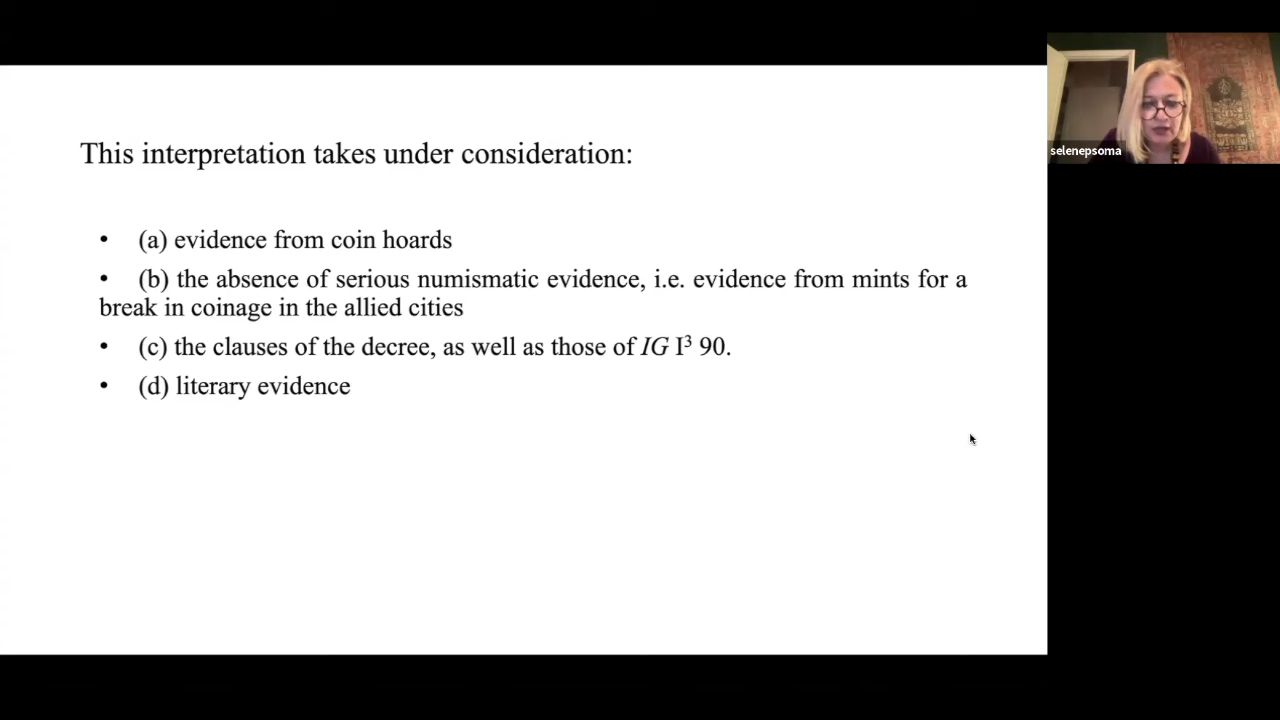 This interpretation takes under consideration:
• (a) evidence from coin hoards
• (b) the absence of serious numismatic evidence, i.e. evidence from mints for a
break in coinage in the allied cities
• (c) the clauses of the decree, as well as those of IG I³ 90.
• (d) literary evidence
selenepsoma